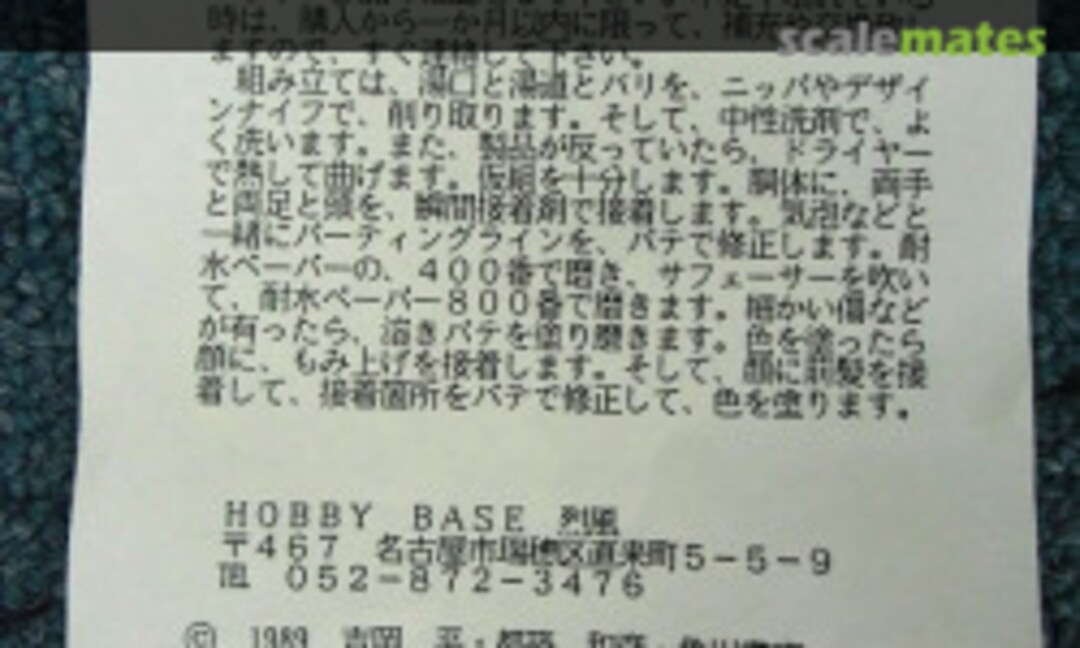 時は、購入から一か月以内に限って、補充
ますので、すぐ連絡して下さい。
scalemates
組み立ては、湯口と湯道とバリを、ニッパやデザイ
ンナイフで、削り取ります。そして、中性洗剤で、よ
く洗います。また、製品が反っていたら、ドライヤー
で熱して曲げます。仮組を十分します。胴体に、両手
と両足と頭を、瞬間接着剤で接着します。気泡などと
一緒にパーティングラインを、パテで修正します。耐
水ペーパーの、400番で磨き、サフェーサーを吹い
て、耐水ペーパー800番で磨きます。細かい傷など
が有ったら、溶きパテを塗り磨きます。色を塗ったら
顔に、もみ上げを接着します。そして、顔に前髪を接
着して、接着箇所をパテで修正して、色を塗ります。
HOBBY BASE 烈風
〒467 名古屋市瑞穂区直来町5-5-9
℡ 052-872-3476
© 1989 吉岡 平・都築 和彦・